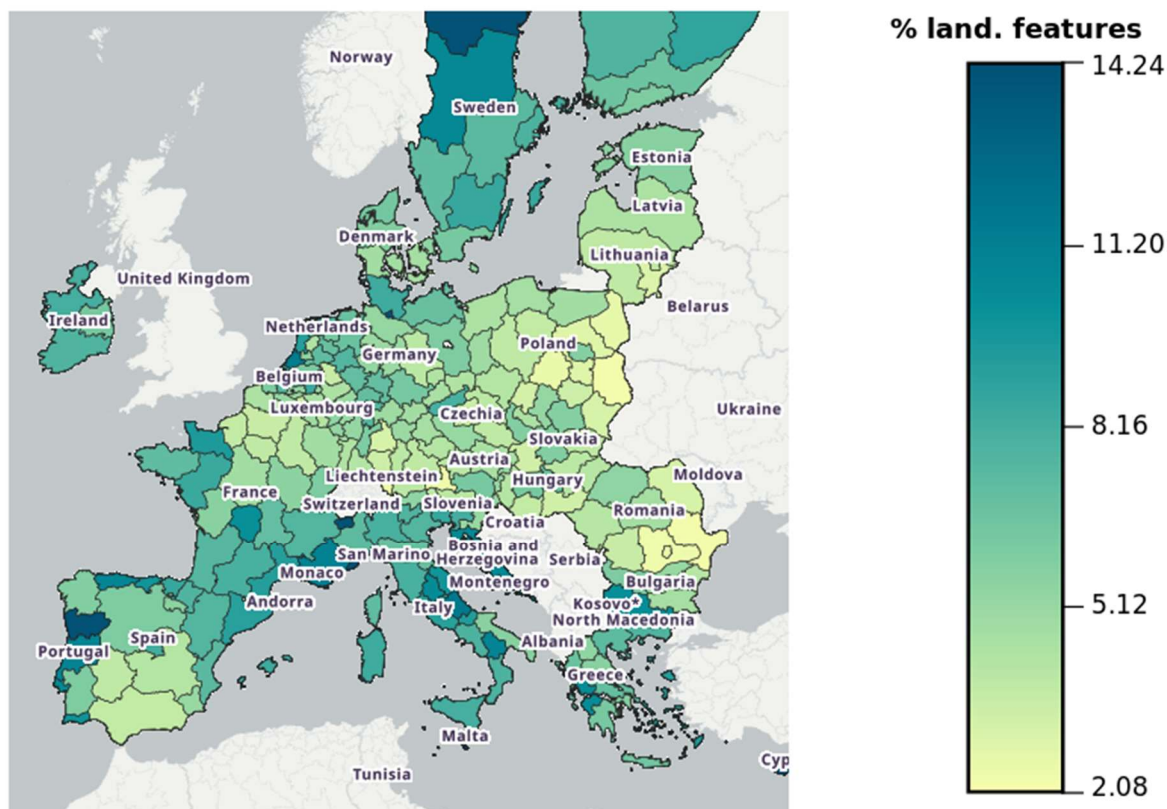 % land. features
14.24
11.20
8.16
5.12
2.08
Norway
Sweden
Estonia
Latvia
Denmark
Lithuania
United Kingdom
Belarus
Ireland
Netherlands
Poland
Germany
Belgium
Luxembourg
Czechia
Ukraine
Slovakia
Austria
Liechtenstein
Hungary
Moldova
France
Switzerland
Slovenia
Romania
Croatia
San Marino
Bosnia and
Herzegovina
Serbia
Monaco
Montenegro
Bulgaria
Andorra
Italy
Kosovo*
North Macedonia
Spain
Portugal
Albania
Greece
Malta
Cyp
Tunisia